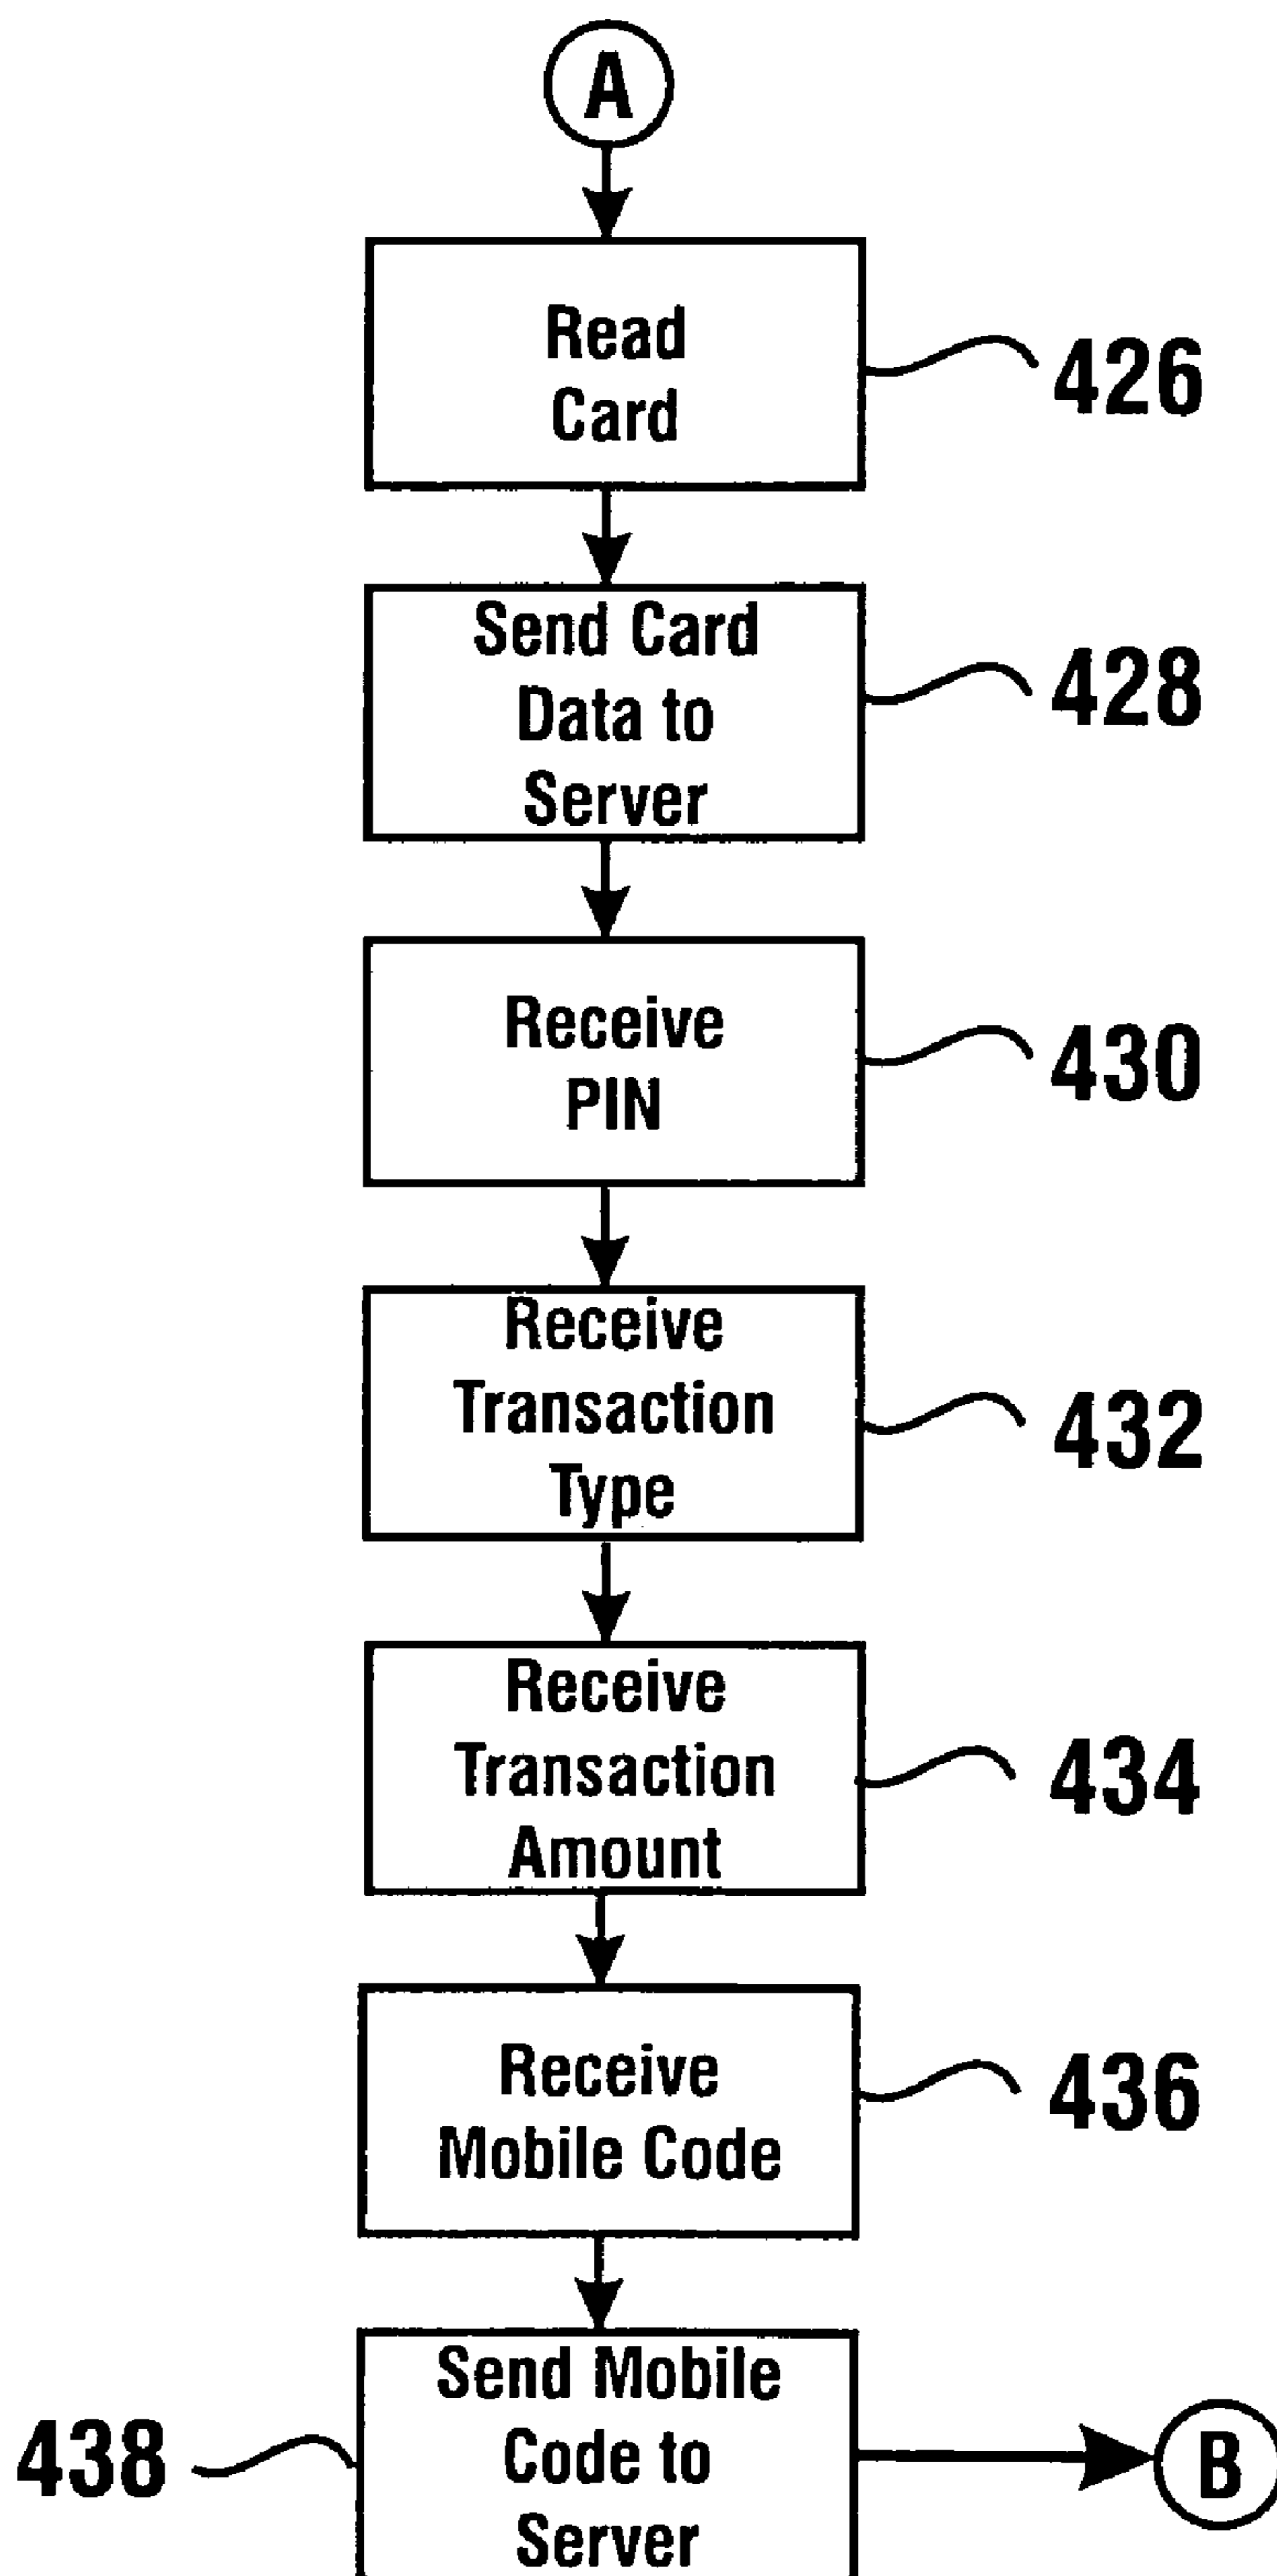 A
Read
Card
426
Send Card
Data to
Server
428
Receive
PIN
430
Receive
Transaction
Type
432
Receive
Transaction
Amount
434
Receive
Mobile Code
436
Send Mobile
Code to
Server
438
B